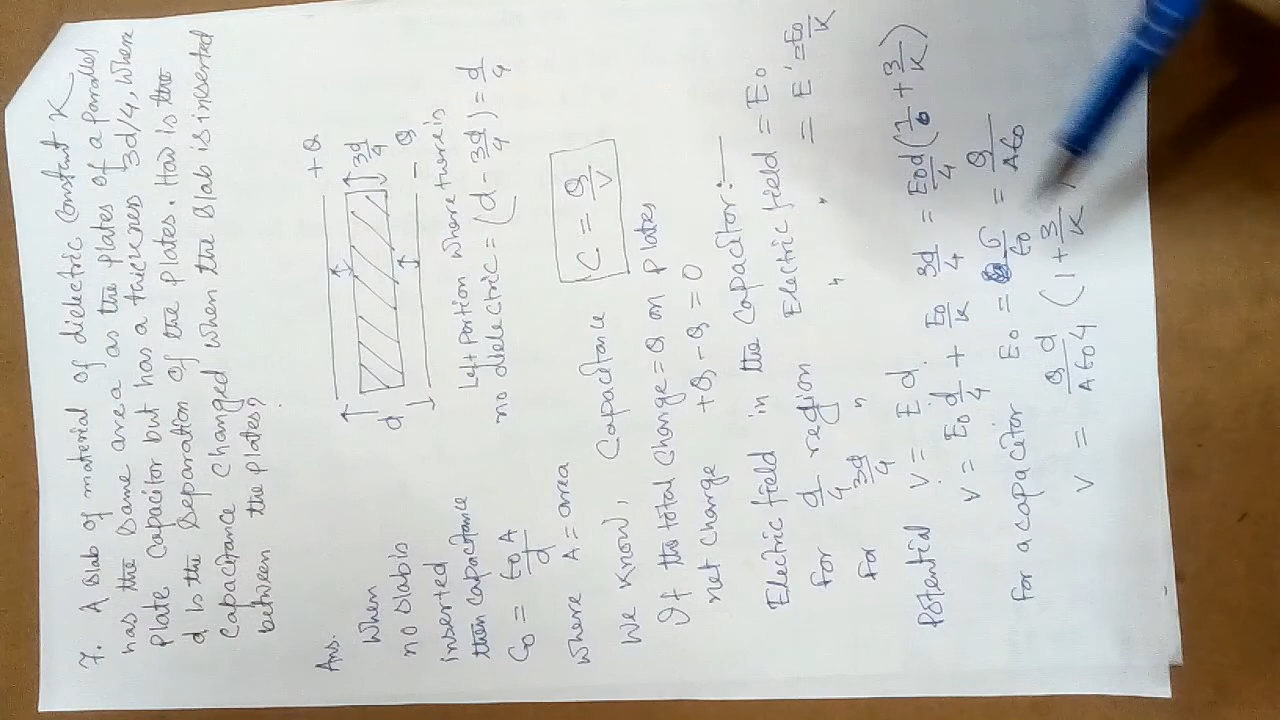 7. A slab of material of dielectric constant K
has the same area as the plates of a parallel
plate capacitor but has a thickness 3d/4, where
d is the separation of the plates. How is the
capacitance changed when the slab is inserted
between the plates?
Ans.
When
no slab is
inserted
then capacitance
C₀ = ε₀A/d
where A = area
+Q
d
3d/4
- Q
Left portion where there is
no dielectric = (d - 3d/4) = d/4
We know, Capacitance C = Q/V
If the total charge = Q on plates
net charge +Q - Q = 0
Electric field in the capacitor:-
for d/4 region Electric field = E₀
for 3d/4 " " " = E' = E₀/K
Potential V = E d.
V = E₀ d/4 + E₀/K 3d/4 = E₀d/4 (1/6 + 3/K)
For a capacitor E₀ = σ/ε₀ = Q/Aε₀
V = Q d/Aε₀4 (1 + 3/K)